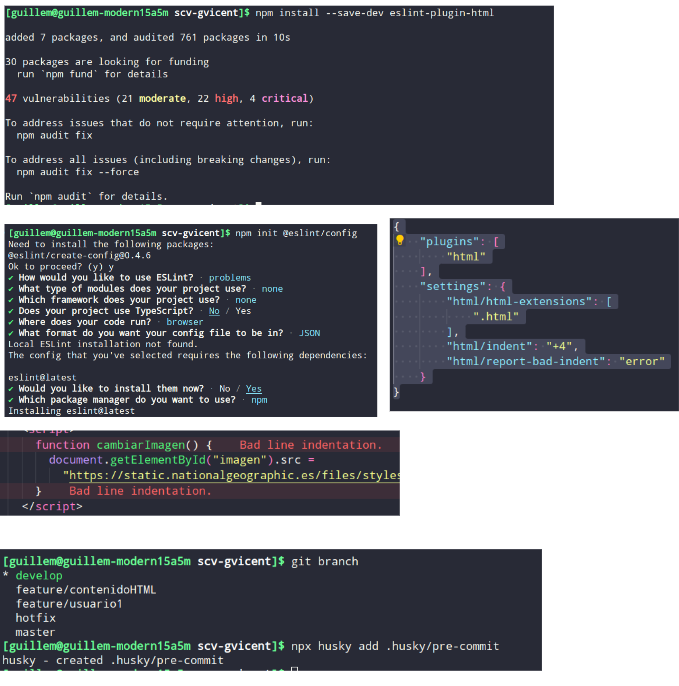 [guillem@guillem-modern15a5m scv-gvicent]$ npm install --save-dev eslint-plugin-html
added 7 packages, and audited 761 packages in 10s
30 packages are looking for funding
run `npm fund` for details
47 vulnerabilities (21 moderate, 22 high, 4 critical)
To address issues that do not require attention, run:
npm audit fix
To address all issues (including breaking changes), run:
npm audit fix --force
Run `npm audit` for details.
[guillem@guillem-modern15a5m scv-gvicent]$ npm init @eslint/config
Need to install the following packages:
@eslint/create-config@0.4.6
Ok to proceed? (y) y
✔ How would you like to use ESLint? · problems
✔ What type of modules does your project use? · none
✔ Which framework does your project use? · none
✔ Does your project use TypeScript? · No / Yes
✔ Where does your code run? · browser
✔ What format do you want your config file to be in? · JSON
Local ESLint installation not found.
The config that you've selected requires the following dependencies:
eslint@latest
✔ Would you like to install them now? · No / Yes
✔ Which package manager do you want to use? · npm
Installing eslint@latest
{
"plugins": [
"html"
],
"settings": {
"html/html-extensions": [
".html"
],
"html/indent": "+4",
"html/report-bad-indent": "error"
}
}
<script>
function cambiarImagen() { Bad line indentation.
document.getElementById("imagen").src =
"https://static.nationalgeographic.es/files/styles
} Bad line indentation.
</script>
[guillem@guillem-modern15a5m scv-gvicent]$ git branch
* develop
feature/contenidoHTML
feature/usuario1
hotfix
master
[guillem@guillem-modern15a5m scv-gvicent]$ npx husky add .husky/pre-commit
husky - created .husky/pre-commit